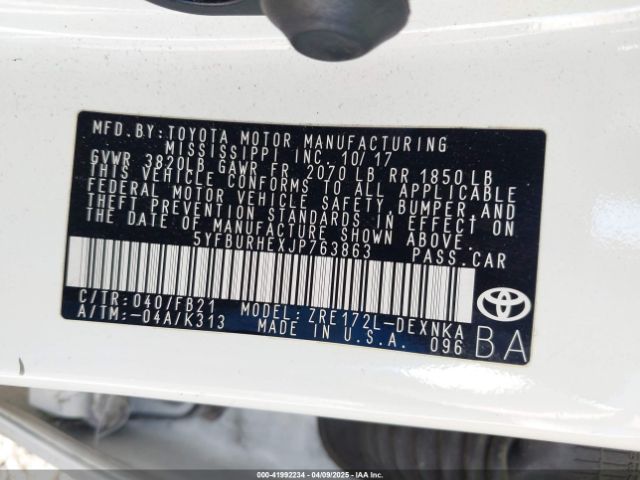 MFD. BY: TOYOTA MOTOR MANUFACTURING
MISSISSIPPI INC. 10/17
GVWR 3820LB GAWR FR 2070 LB RR 1850 LB
THIS VEHICLE CONFORMS TO ALL APPLICABLE
FEDERAL MOTOR VEHICLE SAFETY, BUMPER, AND
THEFT PREVENTION STANDARDS IN EFFECT ON
THE DATE OF MANUFACTURE SHOWN ABOVE.
5YFBURHEXJP763863 PASS. CAR
C/TR: 040/FB21 MODEL: ZRE172L-DEXNKA
A/TM: -04A/K313 MADE IN U.S.A. 096 BA
000-41992234 - 04/09/2025 - IAA Inc.